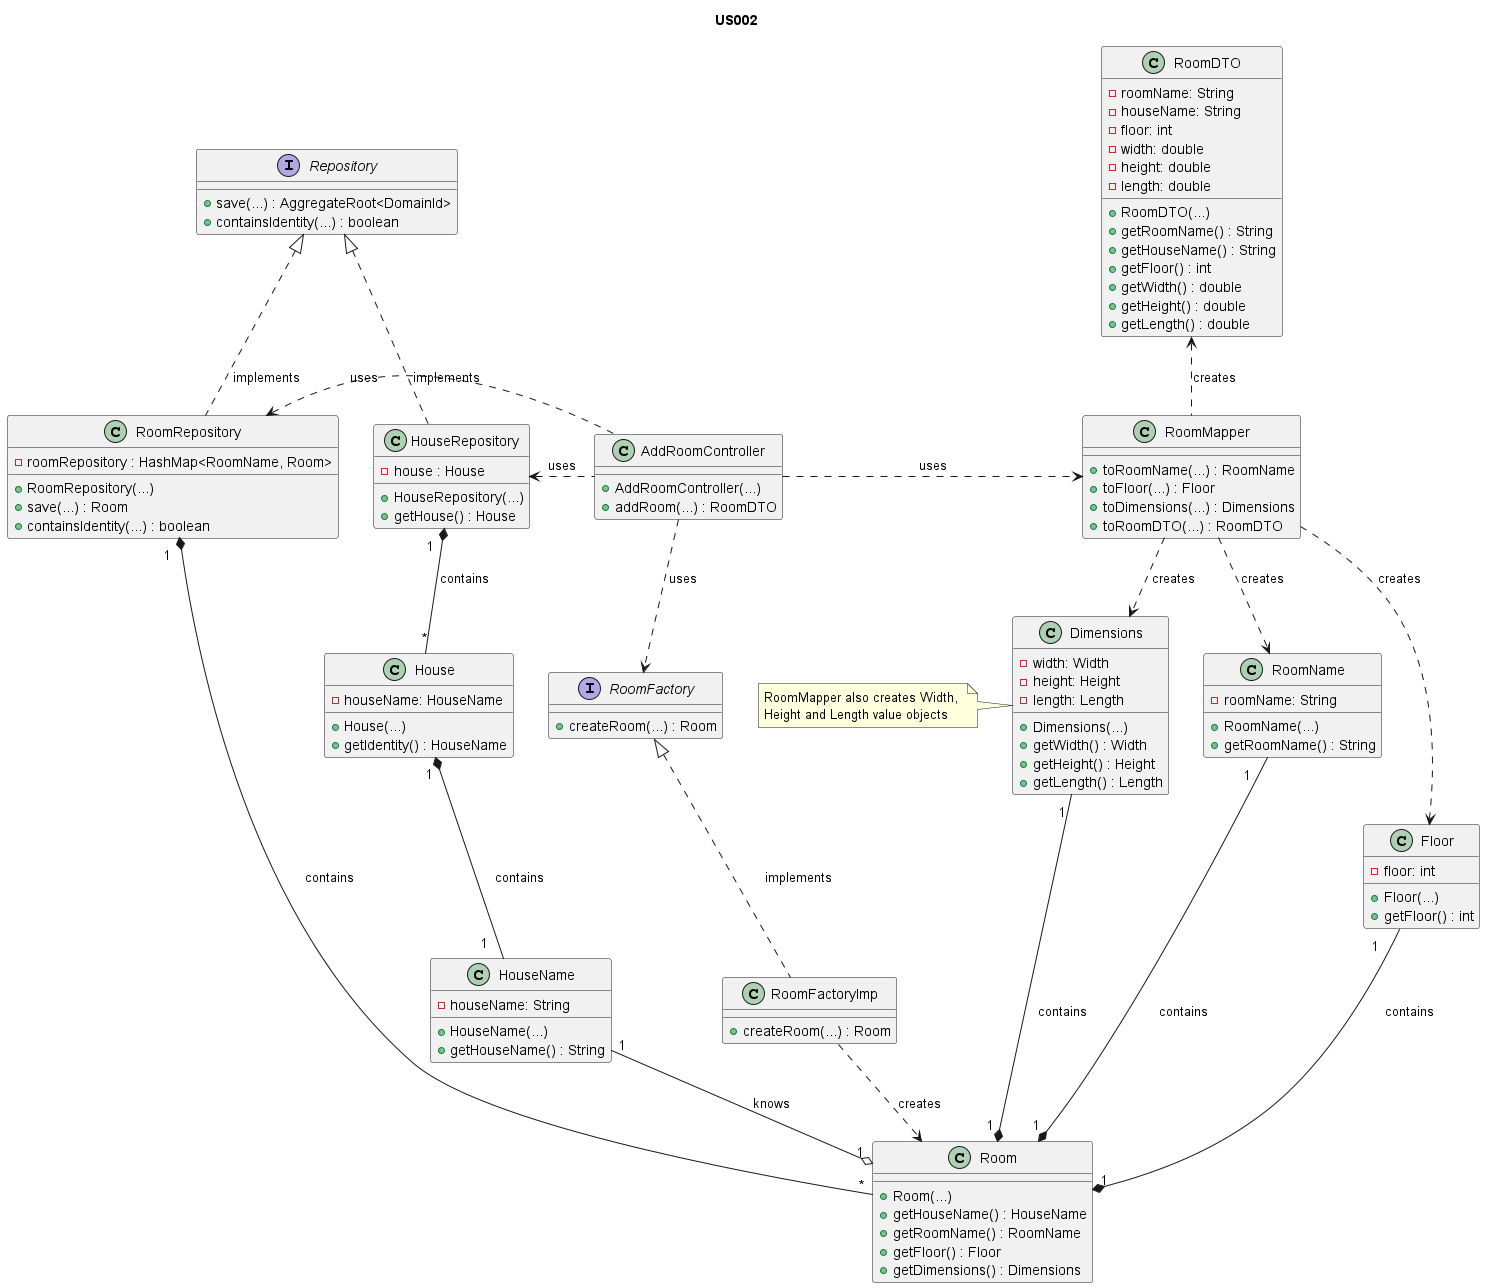 US002
C RoomDTO
roomName: String
houseName: String
floor: int
width: double
height: double
length: double
RoomDTO(...)
getRoomName() : String
getHouseName() : String
getFloor() : int
getWidth() : double
getHeight() : double
getLength() : double
I Repository
save(...) : AggregateRoot<DomainId>
containsIdentity(...) : boolean
implements
uses
implements
creates
C RoomRepository
roomRepository : HashMap<RoomName, Room>
RoomRepository(...)
save(...) : Room
containsIdentity(...) : boolean
C HouseRepository
house : House
HouseRepository(...)
getHouse() : House
uses
C AddRoomController
AddRoomController(...)
addRoom(...) : RoomDTO
uses
C RoomMapper
toRoomName(...) : RoomName
toFloor(...) : Floor
toDimensions(...) : Dimensions
toRoomDTO(...) : RoomDTO
1
1
contains
*
uses
creates
creates
creates
C House
houseName: HouseName
House(...)
getIdentity() : HouseName
I RoomFactory
createRoom(...) : Room
RoomMapper also creates Width,
Height and Length value objects
C Dimensions
width: Width
height: Height
length: Length
Dimensions(...)
getWidth() : Width
getHeight() : Height
getLength() : Length
C RoomName
roomName: String
RoomName(...)
getRoomName() : String
C Floor
floor: int
Floor(...)
getFloor() : int
1
1
1
1
contains
contains
implements
1
C HouseName
houseName: String
HouseName(...)
getHouseName() : String
C RoomFactoryImp
createRoom(...) : Room
contains
contains
contains
1
knows
creates
1
1
1
1
*
C Room
Room(...)
getHouseName() : HouseName
getRoomName() : RoomName
getFloor() : Floor
getDimensions() : Dimensions